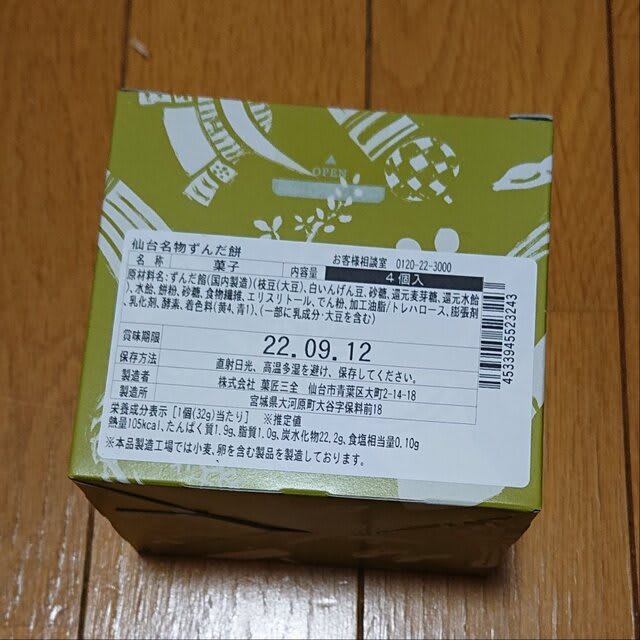 OPEN
仙台名物ずんだ餅
お客様相談室 0120-22-3000
名称 菓子 内容量 4個入
原材料名：ずんだ餡(国内製造)(枝豆(大豆)、白いんげん豆、砂糖、還元麦芽糖、還元水飴
)、水飴、餅粉、砂糖、食物繊維、エリスリトール、でん粉、加工油脂/トレハロース、膨張剤
、乳化剤、酵素、着色料(黄4、青1)、(一部に乳成分・大豆を含む)
賞味期限 22.09.12
保存方法 直射日光、高温多湿を避け、保存してください。
製造者 株式会社 菓匠三全 仙台市青葉区大町2-14-18
製造所 宮城県大河原町大谷字保料前18
栄養成分表示 [1個(32g)当たり] ※推定値
熱量105kcal、たんぱく質1.9g、脂質1.0g、炭水化物22.2g、食塩相当量0.10g
※本品製造工場では小麦、卵を含む製品を製造しております。
4533945523243